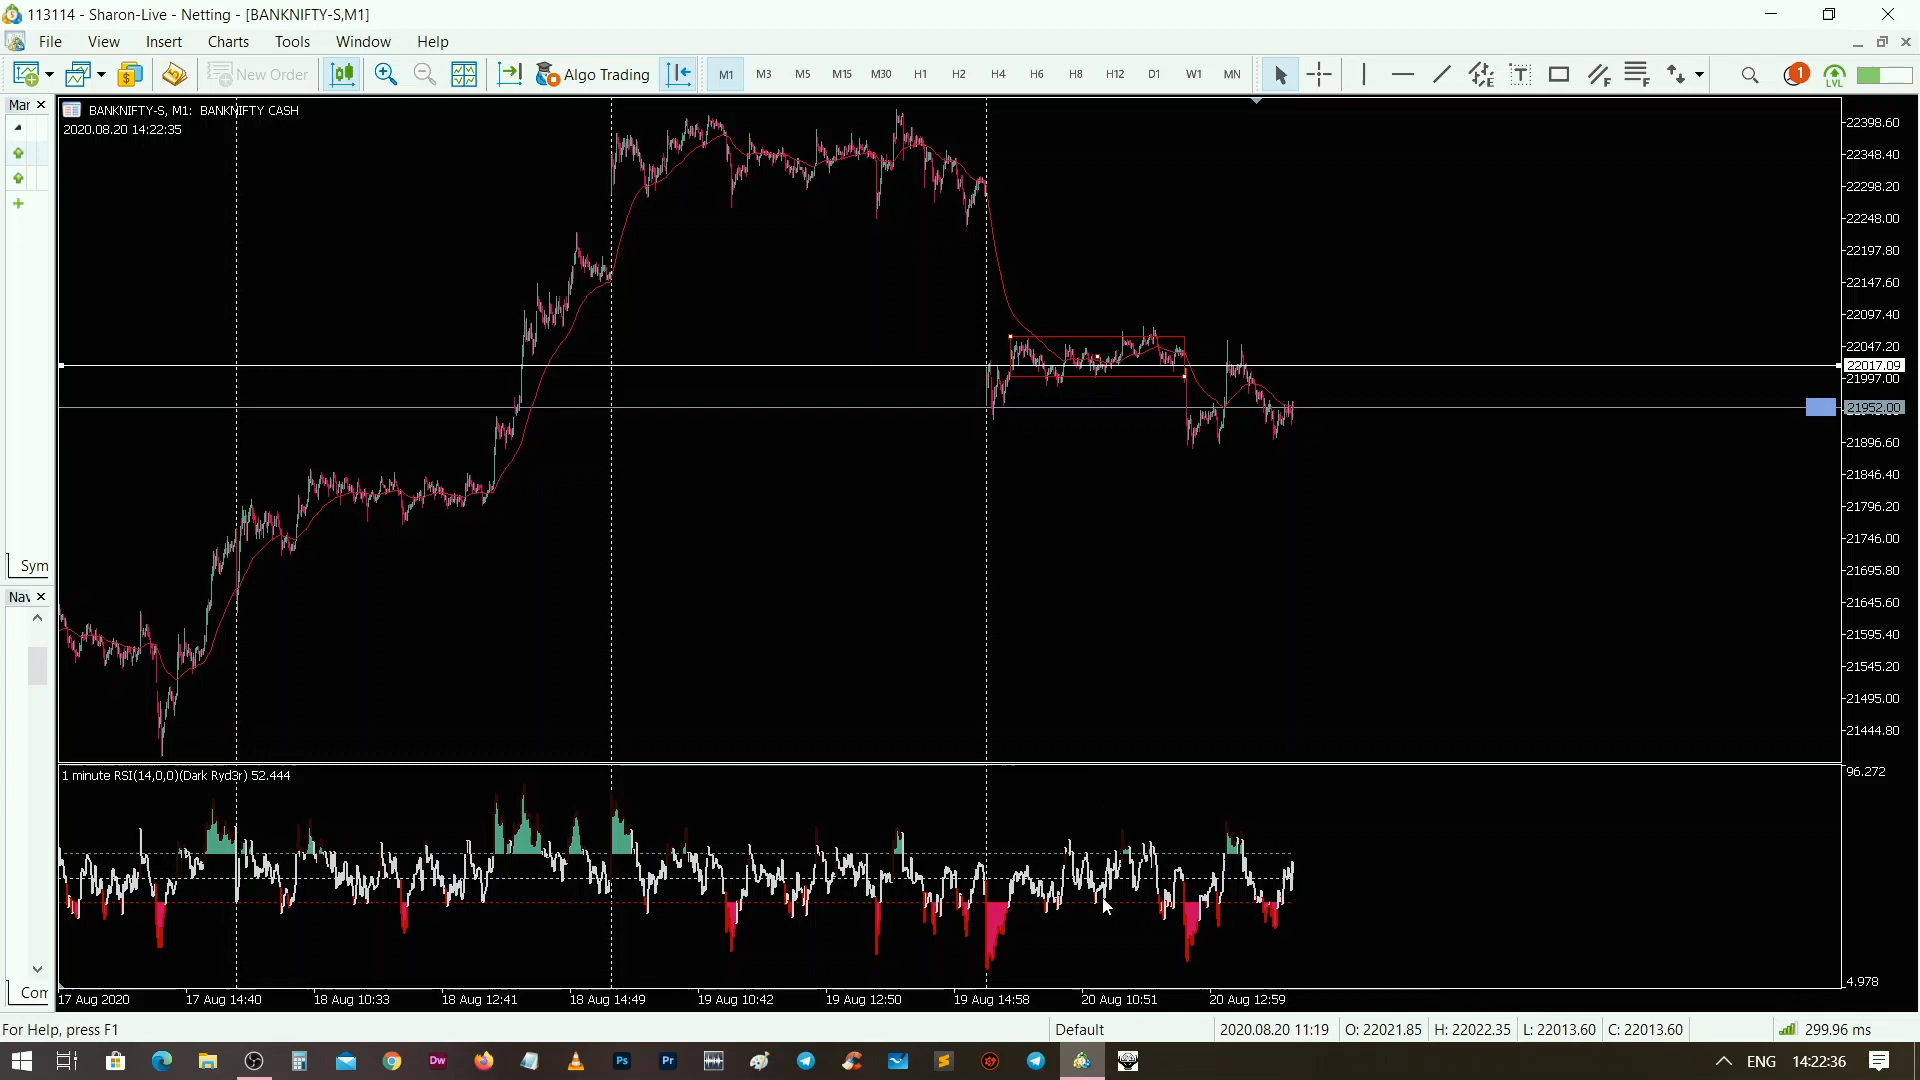 113114 - Sharon-Live - Netting - [BANKNIFTY-S,M1]
File View Insert Charts Tools Window Help
New Order Algo Trading M1 M3 M5 M15 M30 H1 H2 H4 H6 H8 H12 D1 W1 MN 1 LVL
Mar
BANKNIFTY-S, M1: BANKNIFTY CASH
2020.08.20 14:22:35
22398.60
22348.40
22298.20
22248.00
22197.80
22147.60
22097.40
22047.20
22017.09
21997.00
21952.00
21896.60
21846.40
21796.20
21746.00
21695.80
21645.60
21595.40
21545.20
21495.00
21444.80
Sym
Nav
Com
1 minute RSI(14,0,0)(Dark Ryd3r) 52.444
96.272
4.978
17 Aug 2020 17 Aug 14:40 18 Aug 10:33 18 Aug 12:41 18 Aug 14:49 19 Aug 10:42 19 Aug 12:50 19 Aug 14:58 20 Aug 10:51 20 Aug 12:59
For Help, press F1 Default 2020.08.20 11:19 O: 22021.85 H: 22022.35 L: 22013.60 C: 22013.60 299.96 ms
Dw Ps Pr ENG 14:22:36